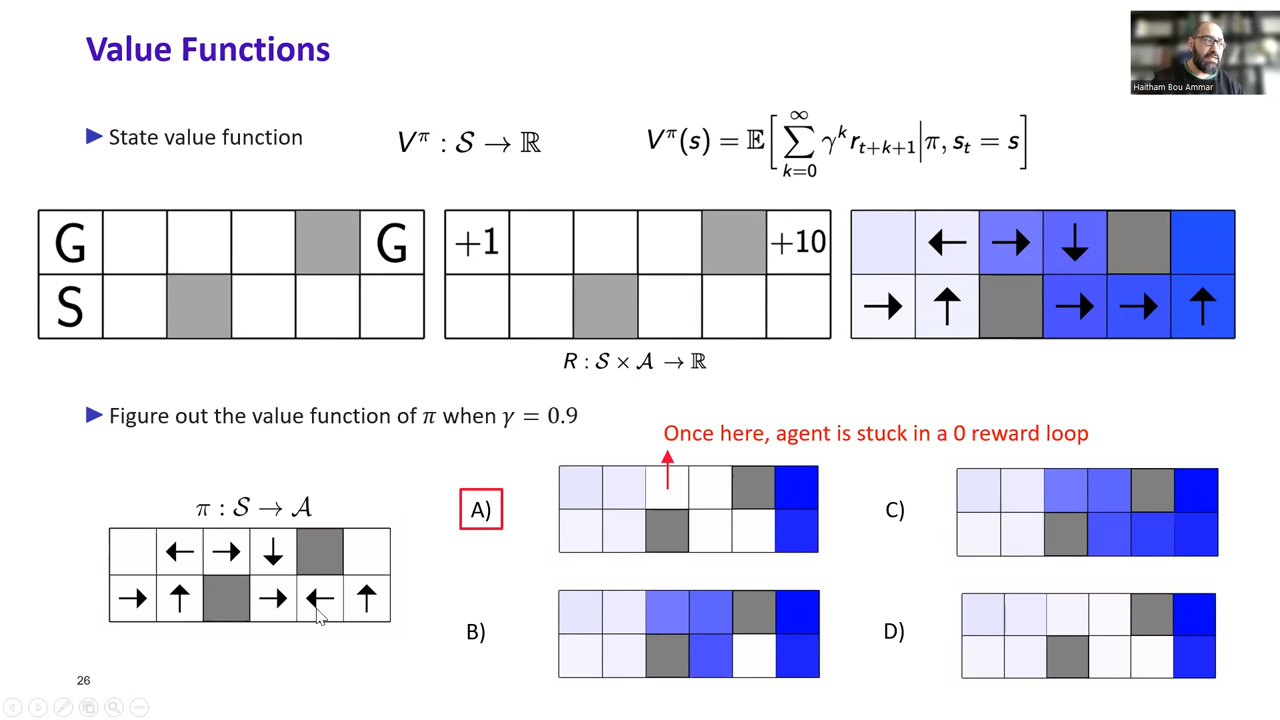 Value Functions
Haitham Bou Ammar
▶ State value function
V^π : S → ℝ
V^π(s) = 𝔼[∑_{k=0}^{∞} γ^k r_{t+k+1} | π, s_t = s]
G G
S
+1 +10
← → ↓
→ ↑ → → ↑
R : S × A → ℝ
▶ Figure out the value function of π when γ = 0.9
Once here, agent is stuck in a 0 reward loop
π : S → A
← → ↓
→ ↑ → ← ↑
A)
C)
B)
D)
26